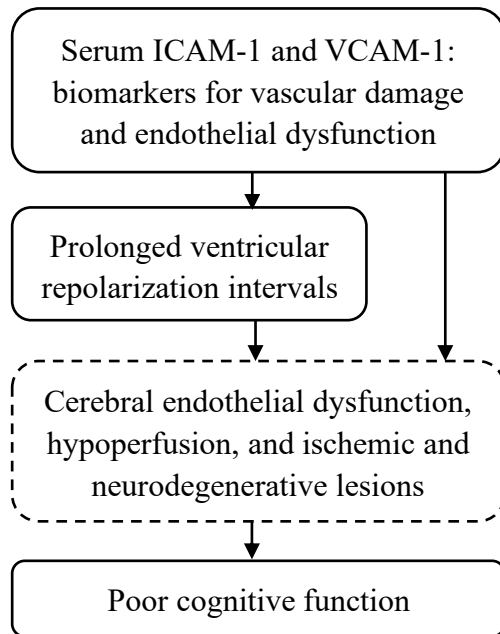 Serum ICAM-1 and VCAM-1:
biomarkers for vascular damage
and endothelial dysfunction
Prolonged ventricular
repolarization intervals
Cerebral endothelial dysfunction,
hypoperfusion, and ischemic and
neurodegenerative lesions
Poor cognitive function